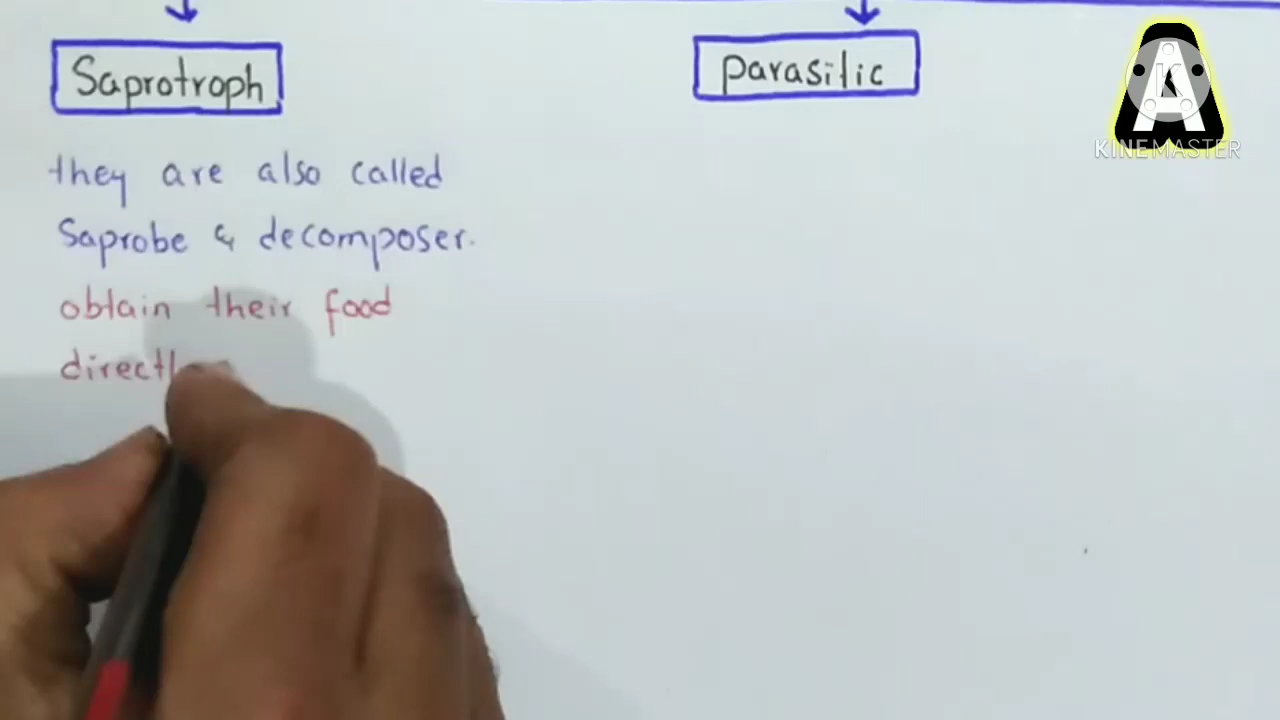 Saprotroph
parasitic
they are also called
Saprobe & decomposer.
obtain their food
A
K
KINEMASTER